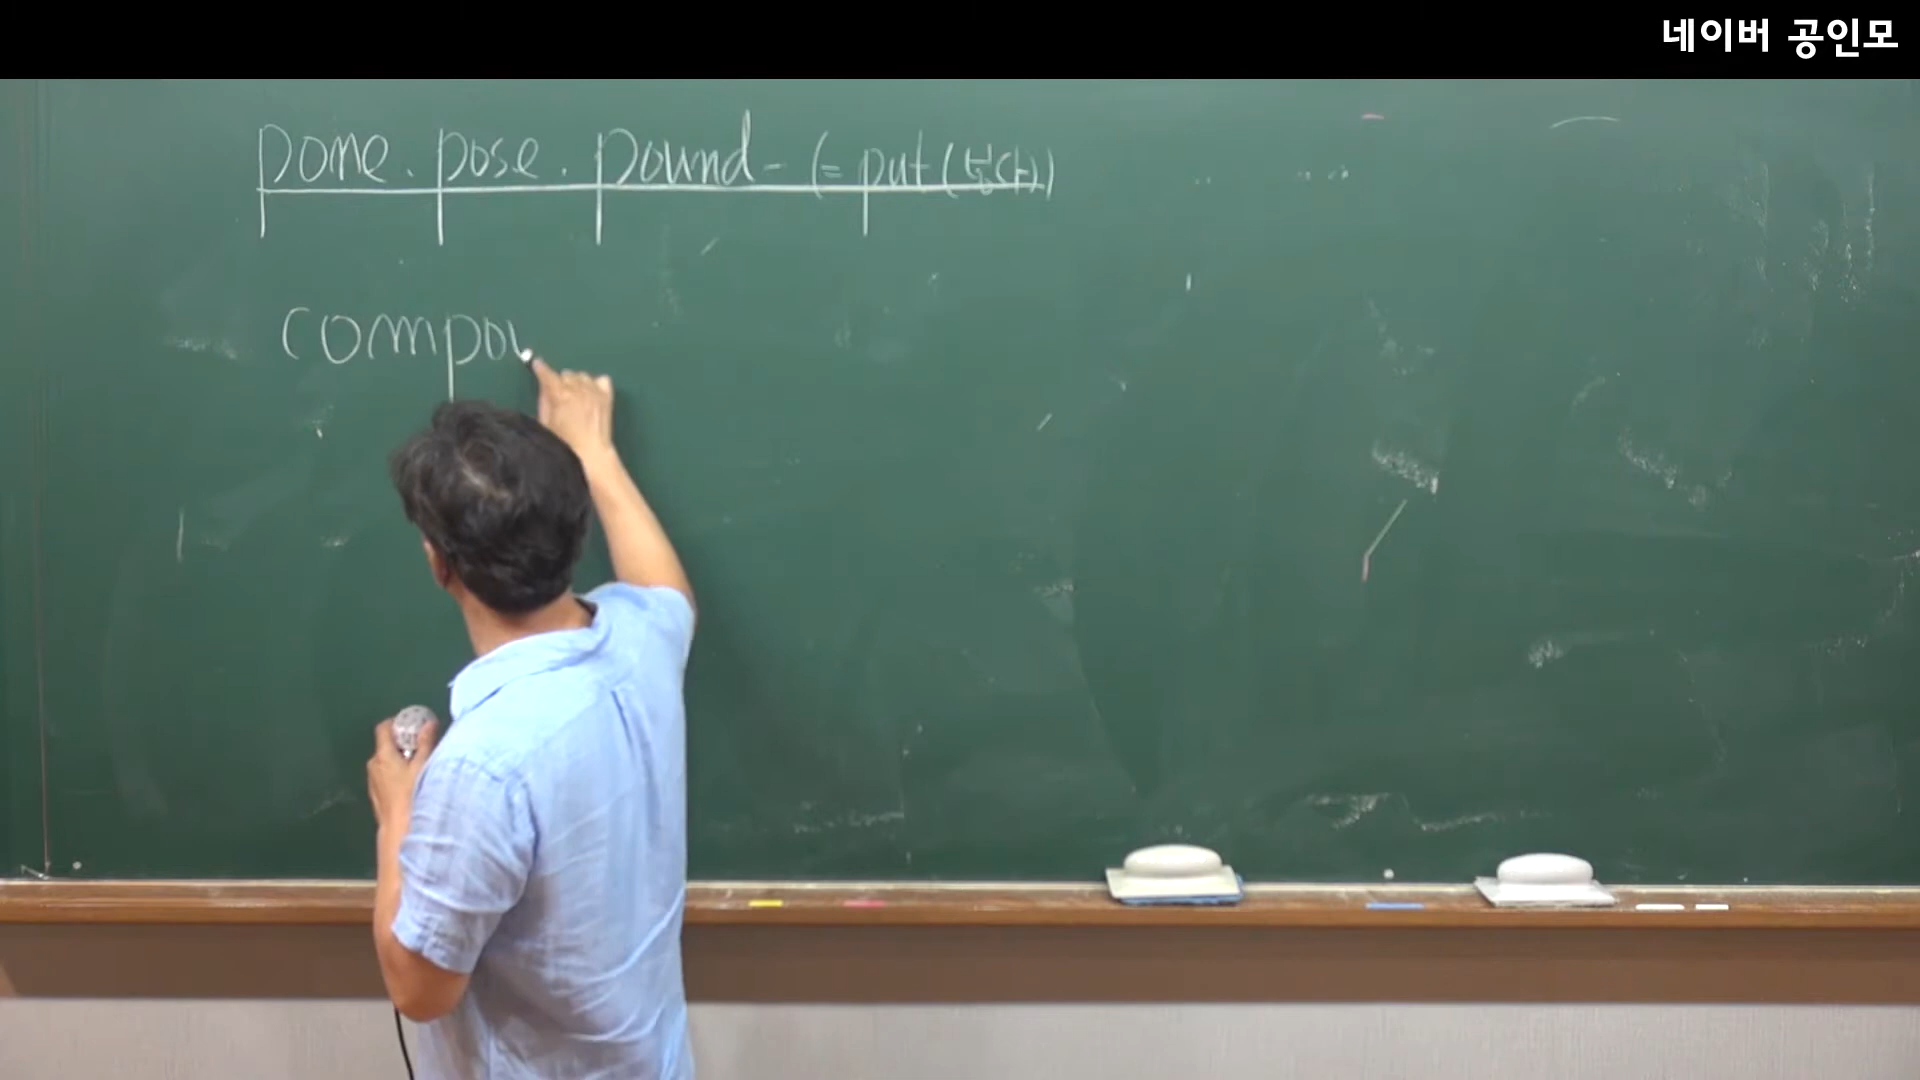 네이버 공인모
pone. pose. pound- (= put (놓다))
compou